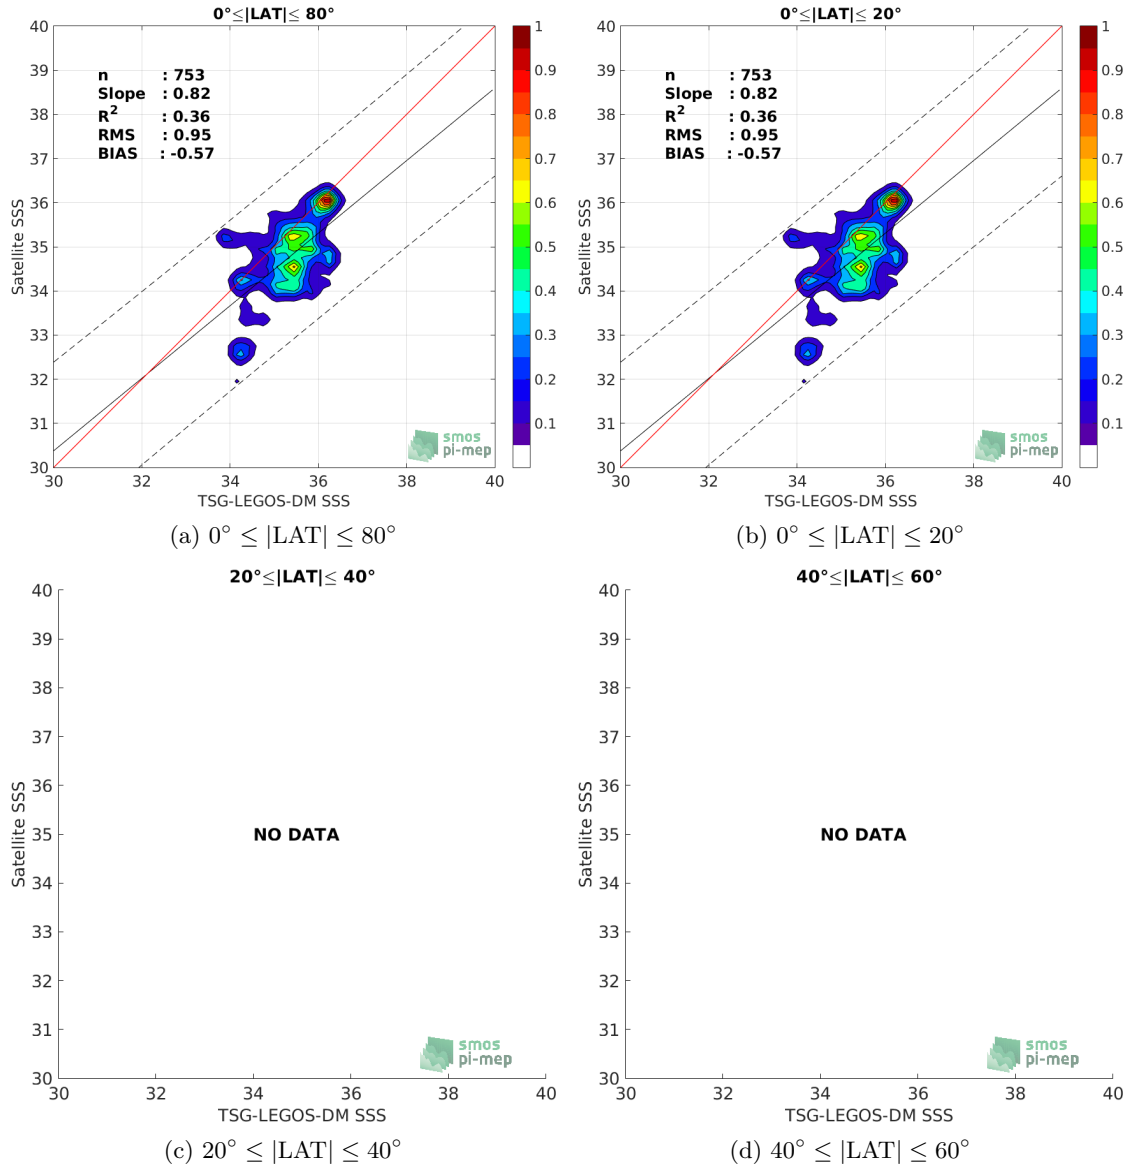 0°≤|LAT|≤ 80°
40
39
38
37
36
35
34
33
32
31
30
Satellite SSS
n : 753
Slope : 0.82
R² : 0.36
RMS : 0.95
BIAS : -0.57
smos
pi-mep
30 32 34 36 38 40
TSG-LEGOS-DM SSS
1
0.9
0.8
0.7
0.6
0.5
0.4
0.3
0.2
0.1
(a) 0° ≤ |LAT| ≤ 80°
0°≤|LAT|≤ 20°
40
39
38
37
36
35
34
33
32
31
30
Satellite SSS
n : 753
Slope : 0.82
R² : 0.36
RMS : 0.95
BIAS : -0.57
smos
pi-mep
30 32 34 36 38 40
TSG-LEGOS-DM SSS
1
0.9
0.8
0.7
0.6
0.5
0.4
0.3
0.2
0.1
(b) 0° ≤ |LAT| ≤ 20°
20°≤|LAT|≤ 40°
40
39
38
37
36
35
34
33
32
31
30
Satellite SSS
NO DATA
smos
pi-mep
30 32 34 36 38 40
TSG-LEGOS-DM SSS
(c) 20° ≤ |LAT| ≤ 40°
40°≤|LAT|≤ 60°
40
39
38
37
36
35
34
33
32
31
30
Satellite SSS
NO DATA
smos
pi-mep
30 32 34 36 38 40
TSG-LEGOS-DM SSS
(d) 40° ≤ |LAT| ≤ 60°